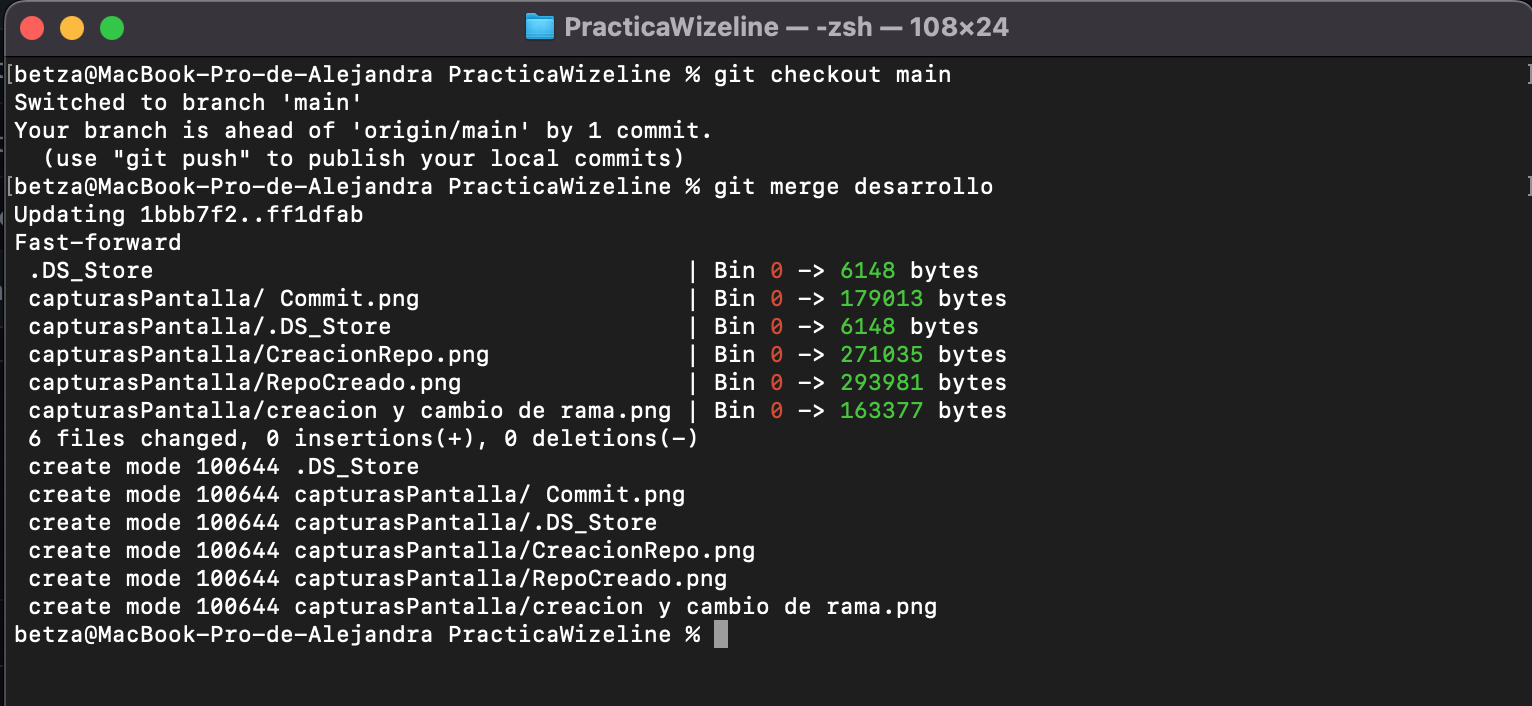 PracticaWizeline — -zsh — 108×24
[betza@MacBook-Pro-de-Alejandra PracticaWizeline % git checkout main ]
Switched to branch 'main'
Your branch is ahead of 'origin/main' by 1 commit.
  (use "git push" to publish your local commits)
[betza@MacBook-Pro-de-Alejandra PracticaWizeline % git merge desarrollo ]
Updating 1bbb7f2..ff1dfab
Fast-forward
 .DS_Store                                      | Bin 0 -> 6148 bytes
 capturasPantalla/ Commit.png                   | Bin 0 -> 179013 bytes
 capturasPantalla/.DS_Store                     | Bin 0 -> 6148 bytes
 capturasPantalla/CreacionRepo.png              | Bin 0 -> 271035 bytes
 capturasPantalla/RepoCreado.png                | Bin 0 -> 293981 bytes
 capturasPantalla/creacion y cambio de rama.png | Bin 0 -> 163377 bytes
 6 files changed, 0 insertions(+), 0 deletions(-)
 create mode 100644 .DS_Store
 create mode 100644 capturasPantalla/ Commit.png
 create mode 100644 capturasPantalla/.DS_Store
 create mode 100644 capturasPantalla/CreacionRepo.png
 create mode 100644 capturasPantalla/RepoCreado.png
 create mode 100644 capturasPantalla/creacion y cambio de rama.png
betza@MacBook-Pro-de-Alejandra PracticaWizeline %